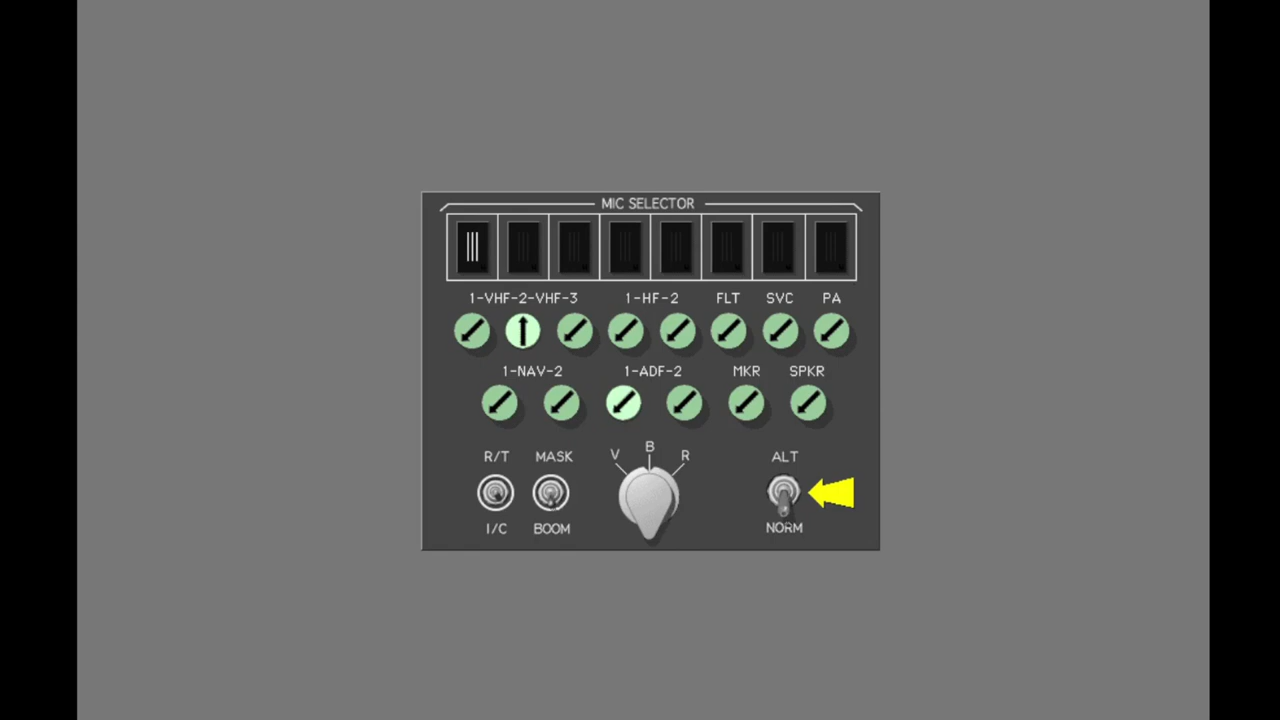 MIC SELECTOR
1-VHF-2-VHF-3 1-HF-2 FLT SVC PA
1-NAV-2 1-ADF-2 MKR SPKR
V B R
R/T MASK ALT
I/C BOOM NORM